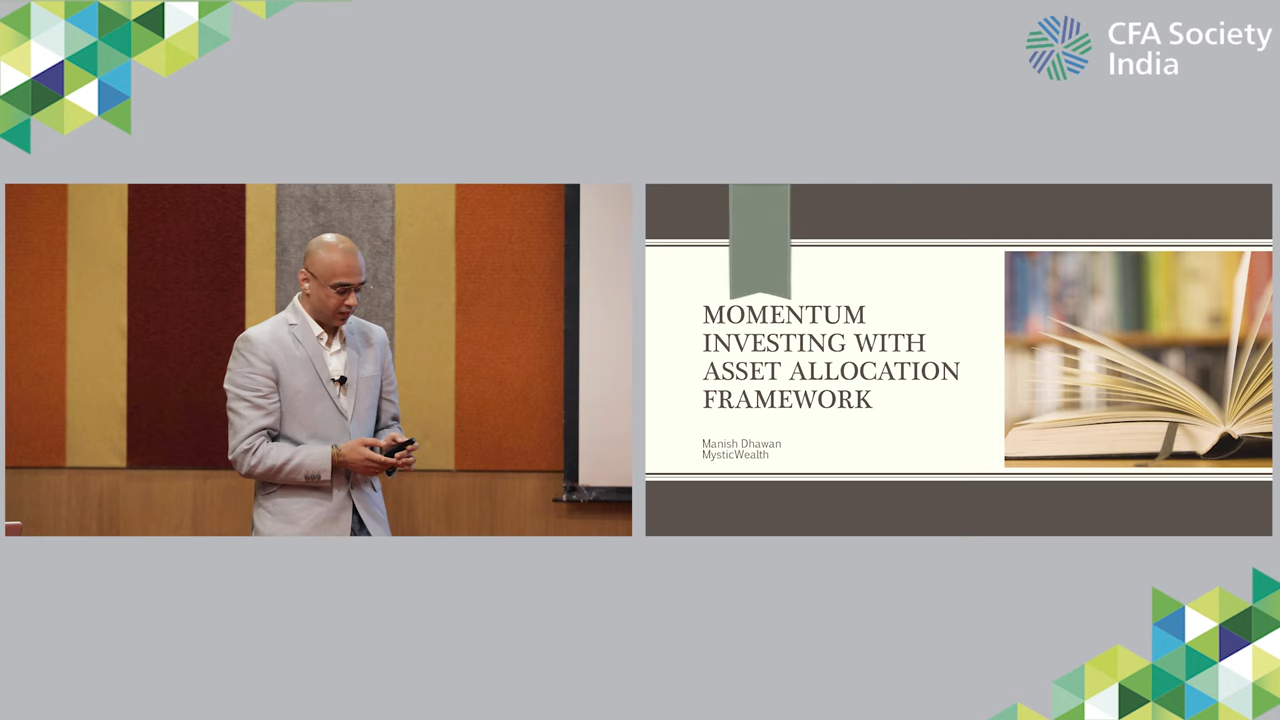 CFA Society
India
MOMENTUM
INVESTING WITH
ASSET ALLOCATION
FRAMEWORK
Manish Dhawan
MysticWealth